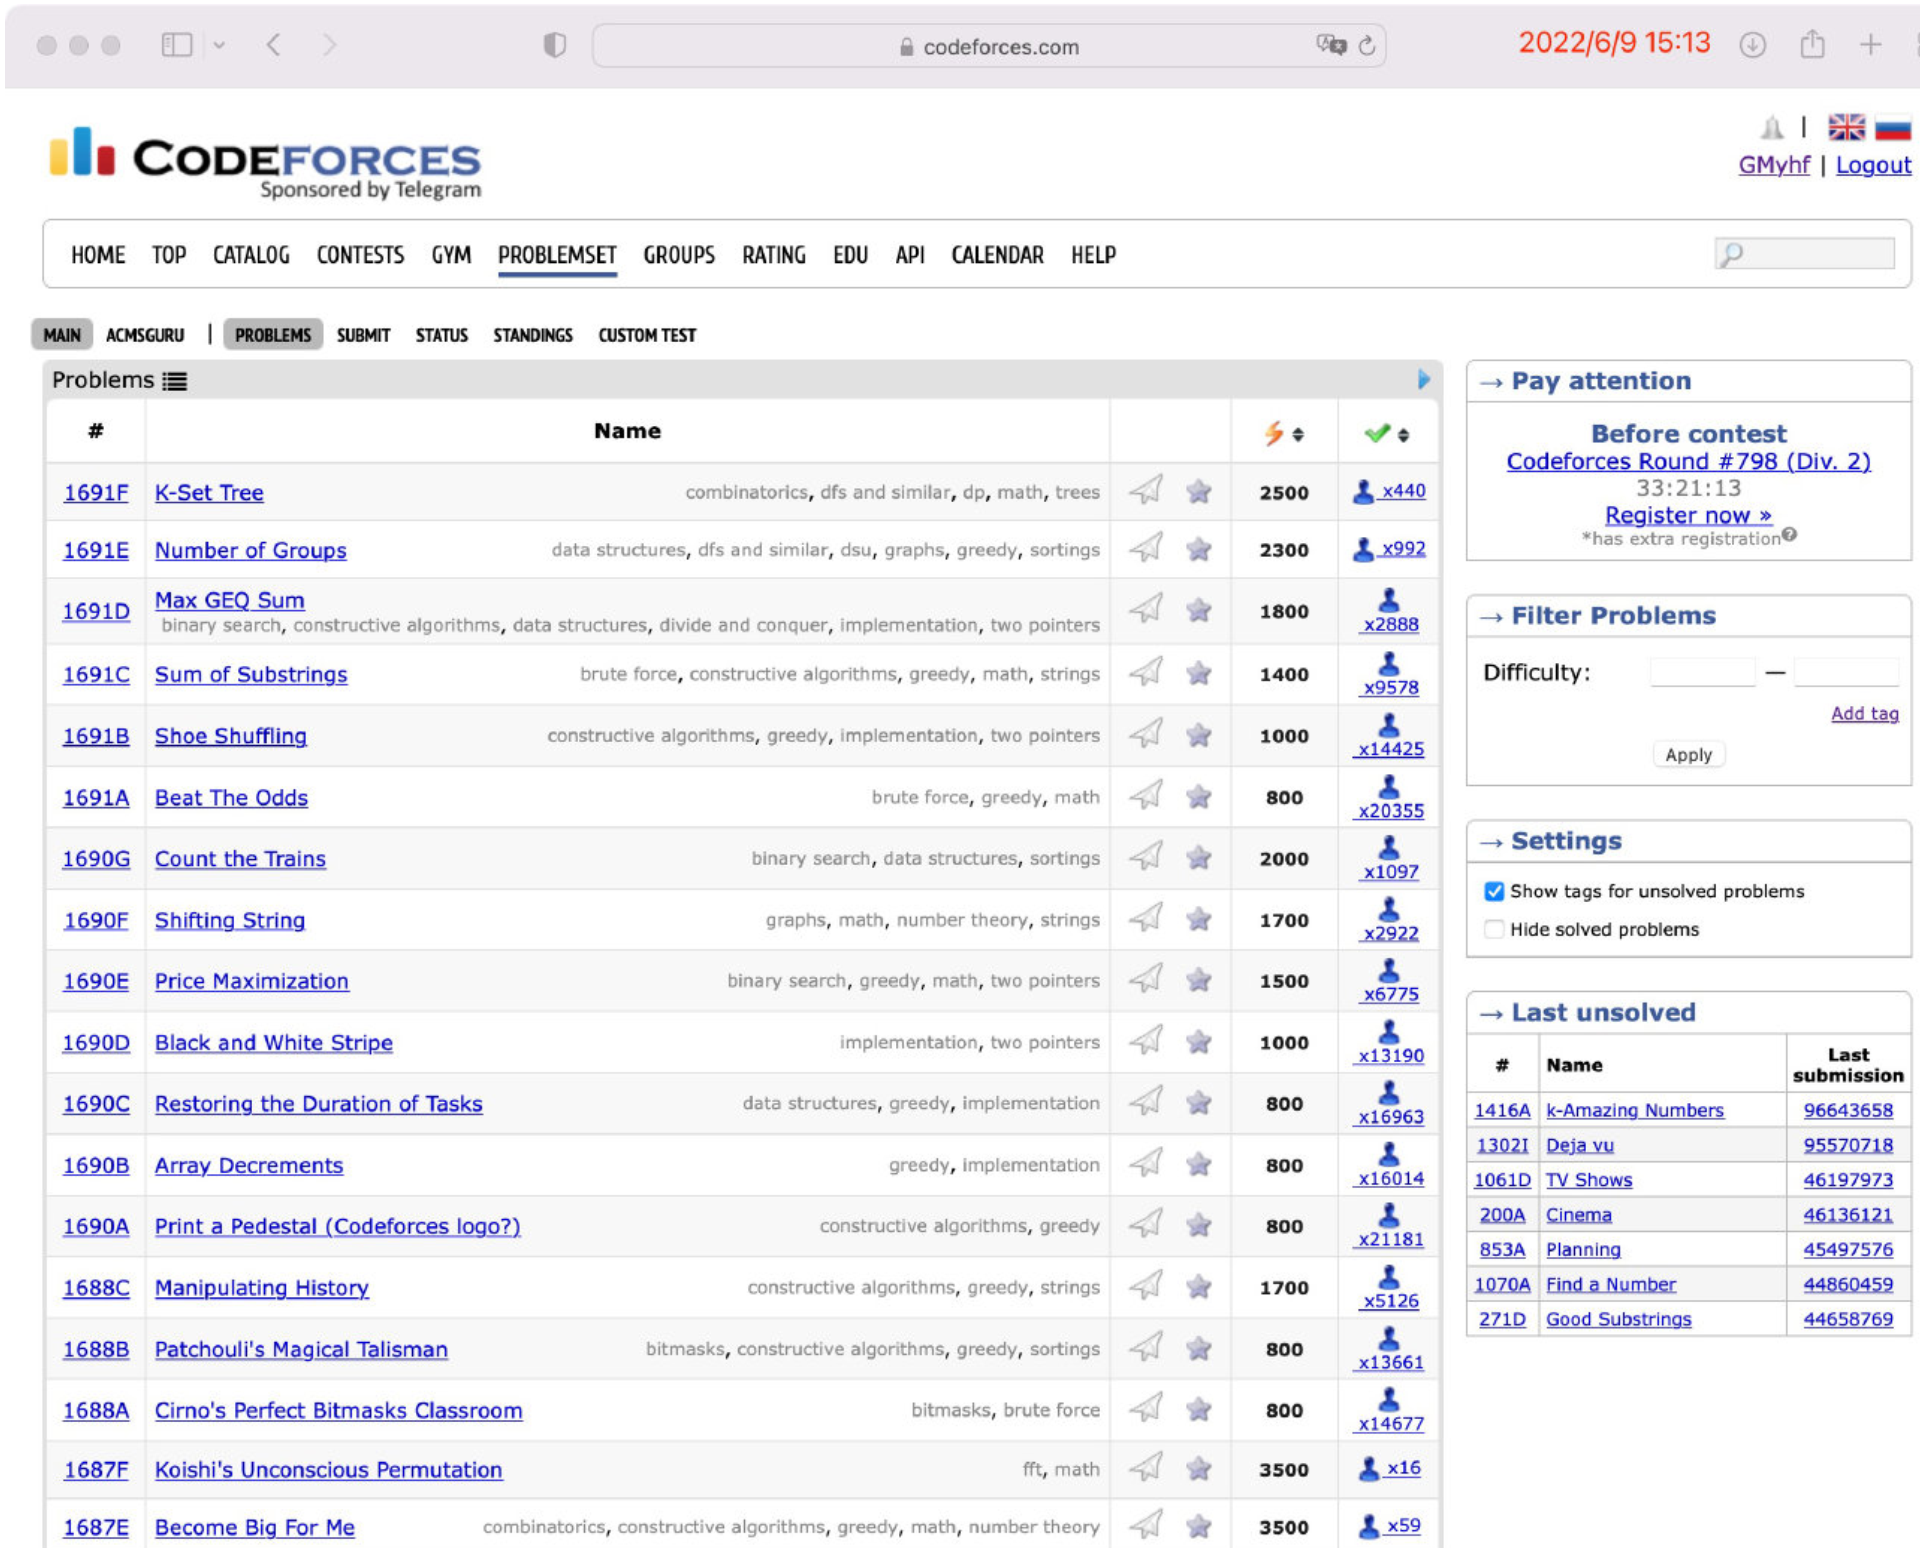 codeforces.com
2022/6/9 15:13
CODEFORCES
Sponsored by Telegram
GMyhf | Logout
HOME TOP CATALOG CONTESTS GYM PROBLEMSET GROUPS RATING EDU API CALENDAR HELP
MAIN ACMSGURU | PROBLEMS SUBMIT STATUS STANDINGS CUSTOM TEST
Problems
# Name
1691F K-Set Tree combinatorics, dfs and similar, dp, math, trees 2500 x440
1691E Number of Groups data structures, dfs and similar, dsu, graphs, greedy, sortings 2300 x992
1691D Max GEQ Sum 1800 x2888
binary search, constructive algorithms, data structures, divide and conquer, implementation, two pointers
1691C Sum of Substrings brute force, constructive algorithms, greedy, math, strings 1400 x9578
1691B Shoe Shuffling constructive algorithms, greedy, implementation, two pointers 1000 x14425
1691A Beat The Odds brute force, greedy, math 800 x20355
1690G Count the Trains binary search, data structures, sortings 2000 x1097
1690F Shifting String graphs, math, number theory, strings 1700 x2922
1690E Price Maximization binary search, greedy, math, two pointers 1500 x6775
1690D Black and White Stripe implementation, two pointers 1000 x13190
1690C Restoring the Duration of Tasks data structures, greedy, implementation 800 x16963
1690B Array Decrements greedy, implementation 800 x16014
1690A Print a Pedestal (Codeforces logo?) constructive algorithms, greedy 800 x21181
1688C Manipulating History constructive algorithms, greedy, strings 1700 x5126
1688B Patchouli's Magical Talisman bitmasks, constructive algorithms, greedy, sortings 800 x13661
1688A Cirno's Perfect Bitmasks Classroom bitmasks, brute force 800 x14677
1687F Koishi's Unconscious Permutation fft, math 3500 x16
1687E Become Big For Me combinatorics, constructive algorithms, greedy, math, number theory 3500 x59
→ Pay attention
Before contest
Codeforces Round #798 (Div. 2)
33:21:13
Register now »
*has extra registration?
→ Filter Problems
Difficulty: —
Add tag
Apply
→ Settings
Show tags for unsolved problems
Hide solved problems
→ Last unsolved
# Name Last submission
1416A k-Amazing Numbers 96643658
1302I Deja vu 95570718
1061D TV Shows 46197973
200A Cinema 46136121
853A Planning 45497576
1070A Find a Number 44860459
271D Good Substrings 44658769